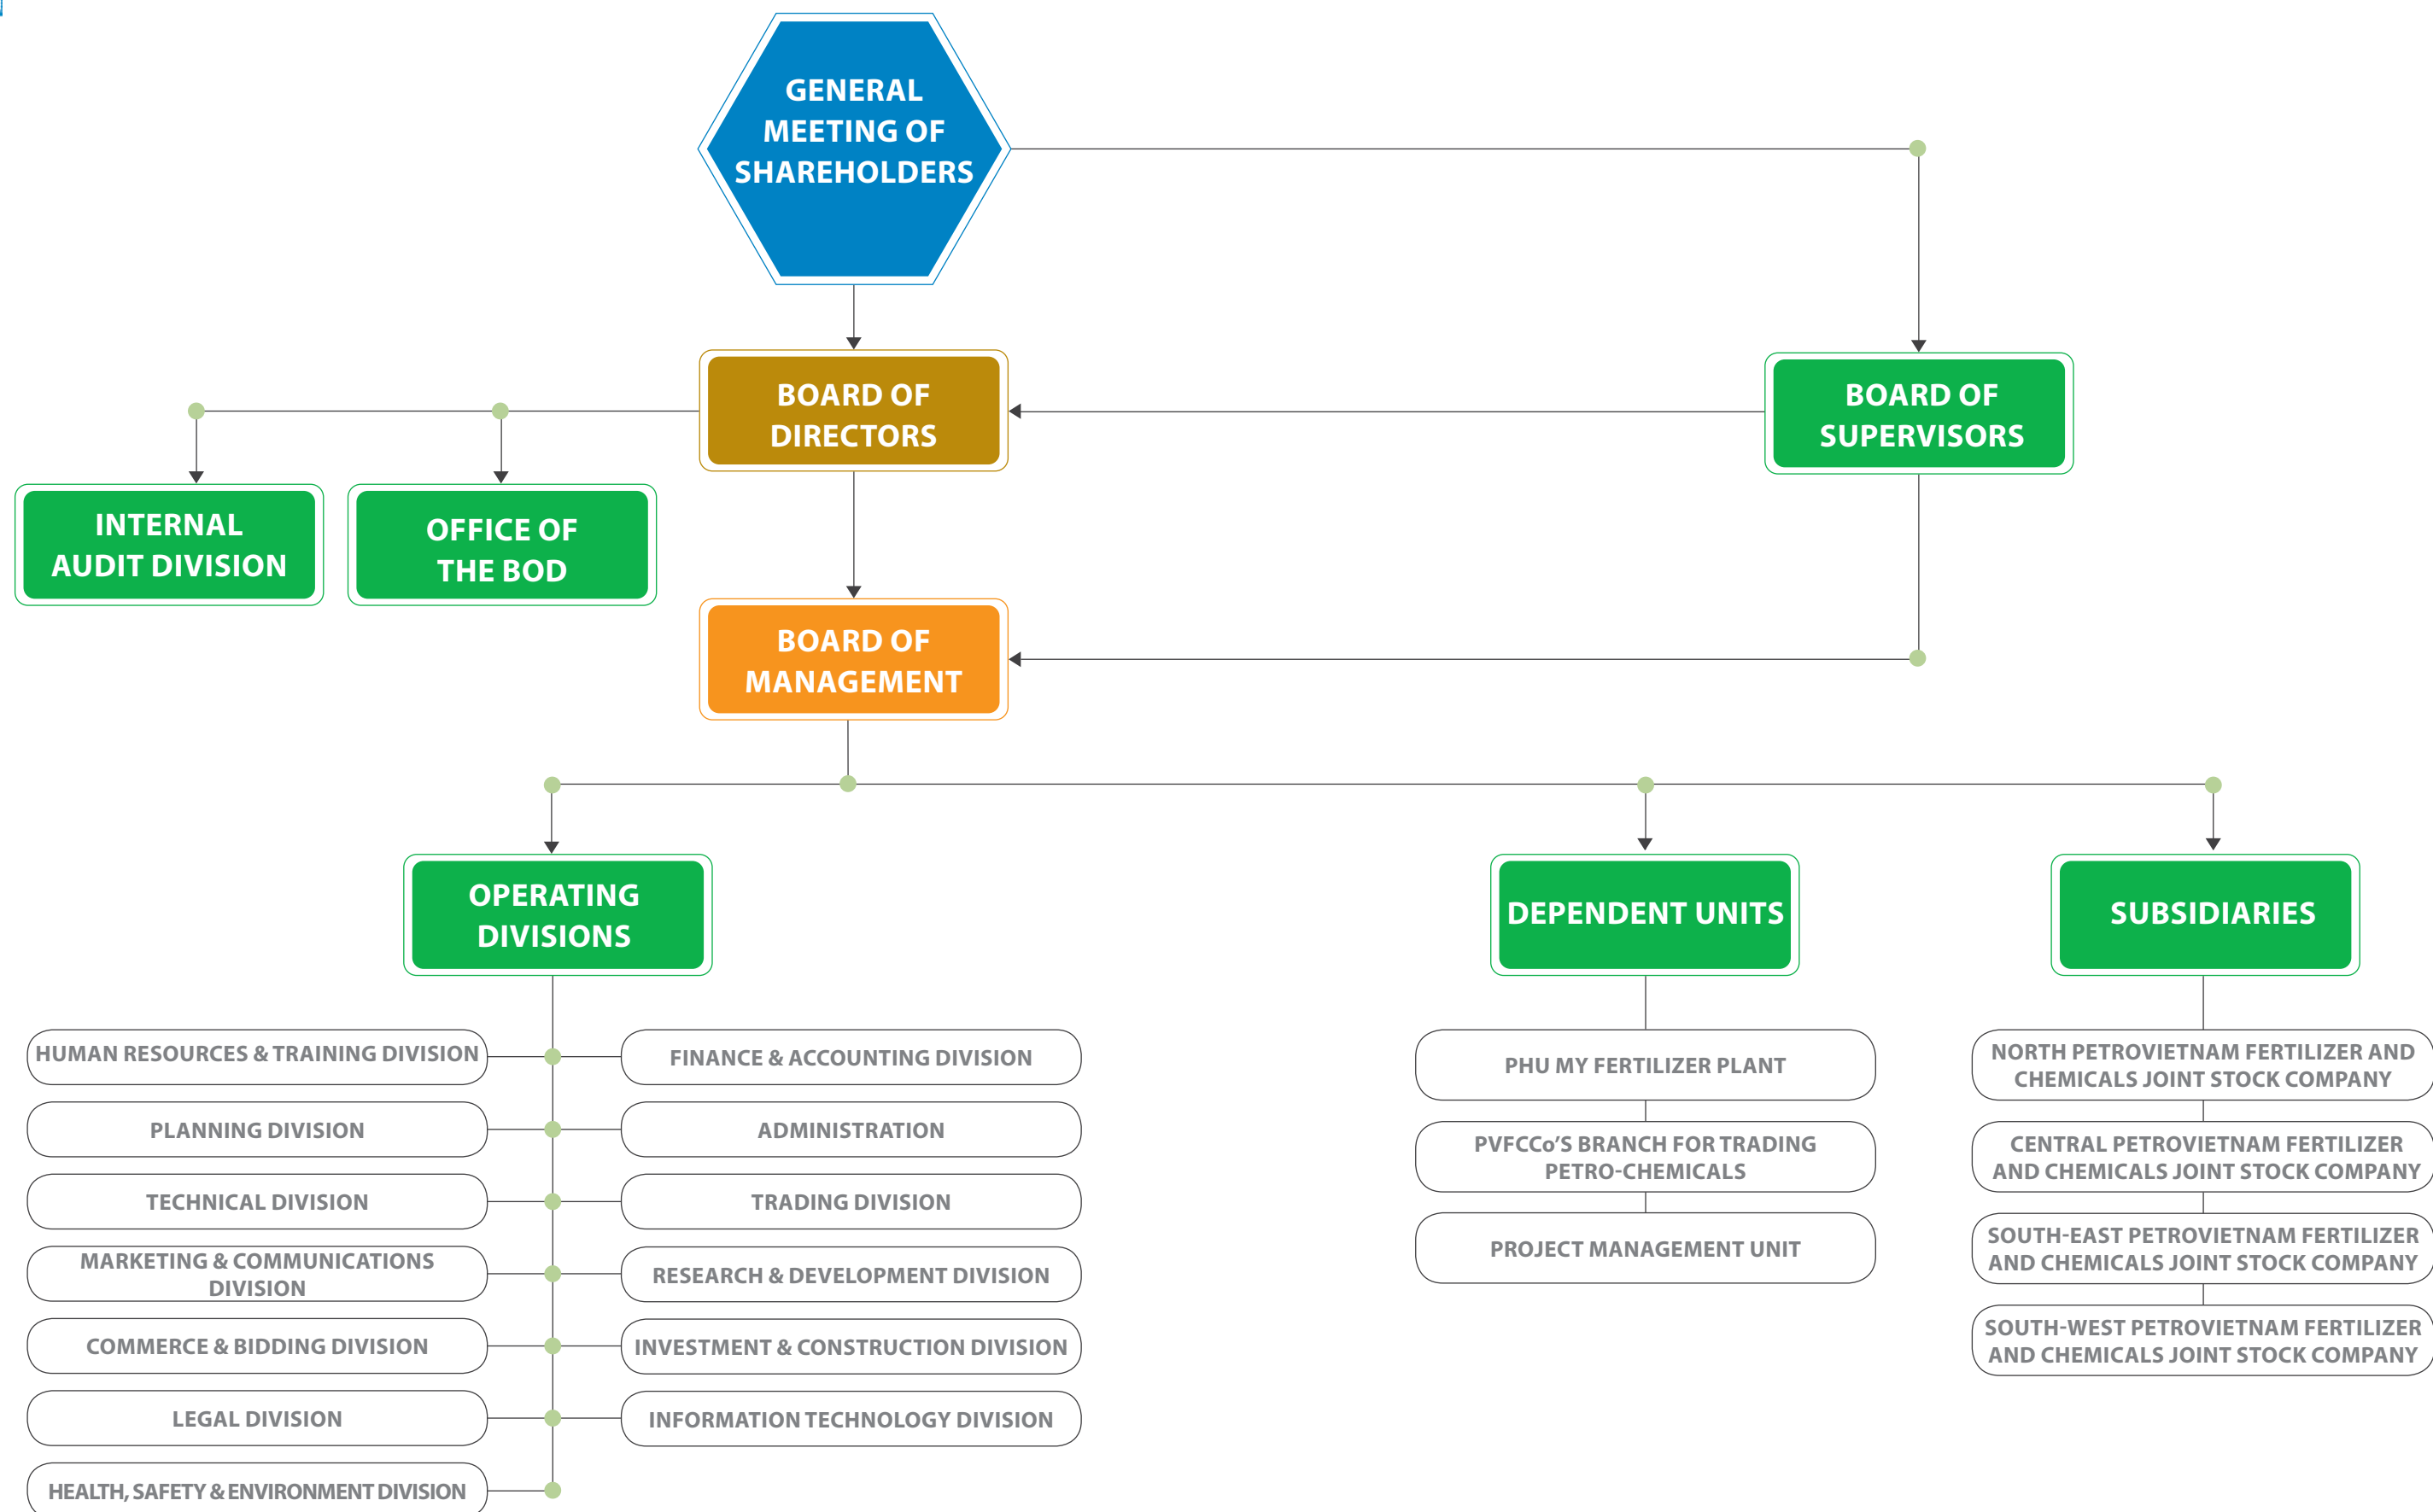 GENERAL
MEETING OF
SHAREHOLDERS
BOARD OF
DIRECTORS
BOARD OF
SUPERVISORS
INTERNAL
AUDIT DIVISION
OFFICE OF
THE BOD
BOARD OF
MANAGEMENT
OPERATING
DIVISIONS
DEPENDENT UNITS
SUBSIDIARIES
HUMAN RESOURCES & TRAINING DIVISION
PLANNING DIVISION
TECHNICAL DIVISION
MARKETING & COMMUNICATIONS
DIVISION
COMMERCE & BIDDING DIVISION
LEGAL DIVISION
HEALTH, SAFETY & ENVIRONMENT DIVISION
FINANCE & ACCOUNTING DIVISION
ADMINISTRATION
TRADING DIVISION
RESEARCH & DEVELOPMENT DIVISION
INVESTMENT & CONSTRUCTION DIVISION
INFORMATION TECHNOLOGY DIVISION
PHU MY FERTILIZER PLANT
PVFCCo'S BRANCH FOR TRADING
PETRO-CHEMICALS
PROJECT MANAGEMENT UNIT
NORTH PETROVIETNAM FERTILIZER AND
CHEMICALS JOINT STOCK COMPANY
CENTRAL PETROVIETNAM FERTILIZER
AND CHEMICALS JOINT STOCK COMPANY
SOUTH-EAST PETROVIETNAM FERTILIZER
AND CHEMICALS JOINT STOCK COMPANY
SOUTH-WEST PETROVIETNAM FERTILIZER
AND CHEMICALS JOINT STOCK COMPANY